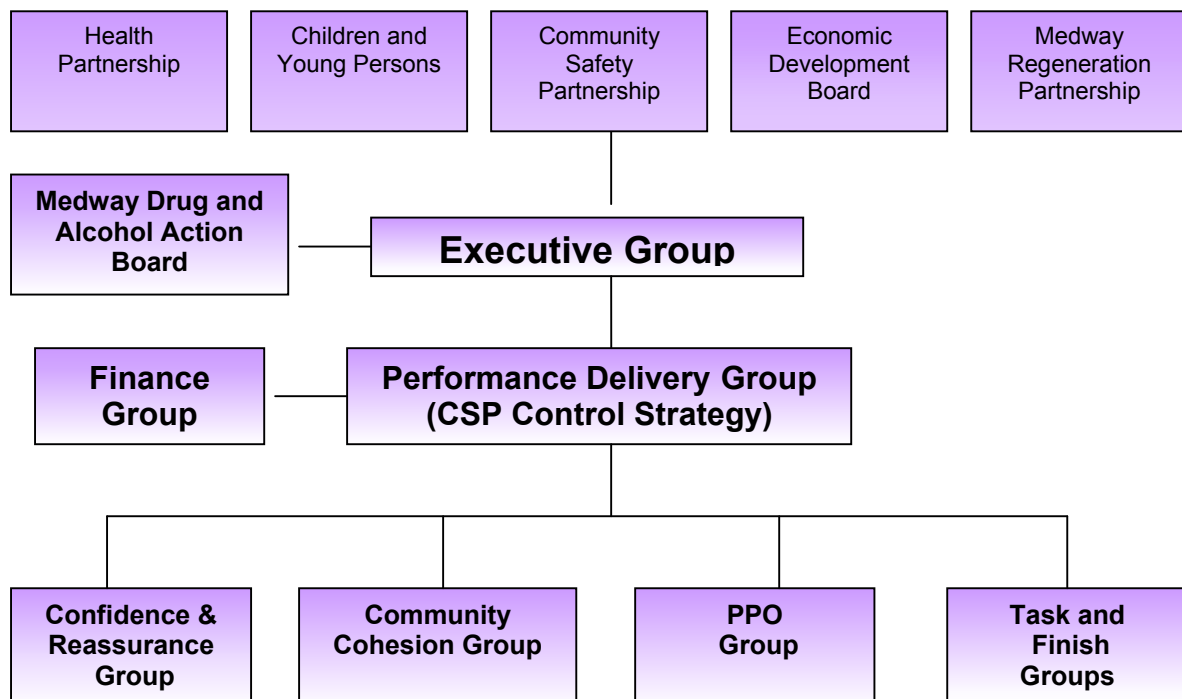 Health
Partnership
Children and
Young Persons
Community
Safety
Partnership
Economic
Development
Board
Medway
Regeneration
Partnership
Medway Drug and
Alcohol Action
Board
Executive Group
Finance
Group
Performance Delivery Group
(CSP Control Strategy)
Confidence &
Reassurance
Group
Community
Cohesion Group
PPO
Group
Task and
Finish
Groups